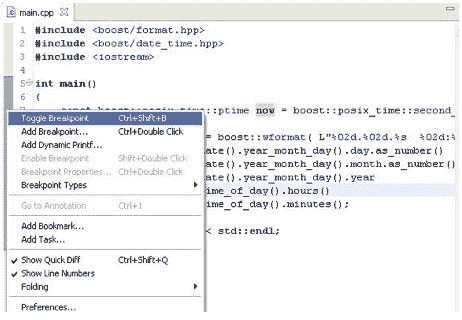 main.cpp
1 #include <boost/format.hpp>
2 #include <boost/date_time.hpp>
3 #include <iostream>
4
5 int main()
6 {
time::ptime nov = boost::posix_time::second_
Toggle Breakpoint Ctrl+Shift+B
Add Breakpoint... Ctrl+Double Click
= boost::wformat( L"%02d.%02d.%s %02d:%
Add Dynamic Printf...
ate().year_month_day().day.as_number()
Enable Breakpoint Shift+Double Click
ate().year_month_day().month.as_number()
Breakpoint Properties... Ctrl+Double Click
ate().year_month_day().year
Breakpoint Types
ime_of_day().hours()
Go to Annotation Ctrl+1
ime_of_day().minutes();
Add Bookmark...
< std::endl;
Add Task...
Show Quick Diff Ctrl+Shift+Q
Show Line Numbers
Folding
Preferences...